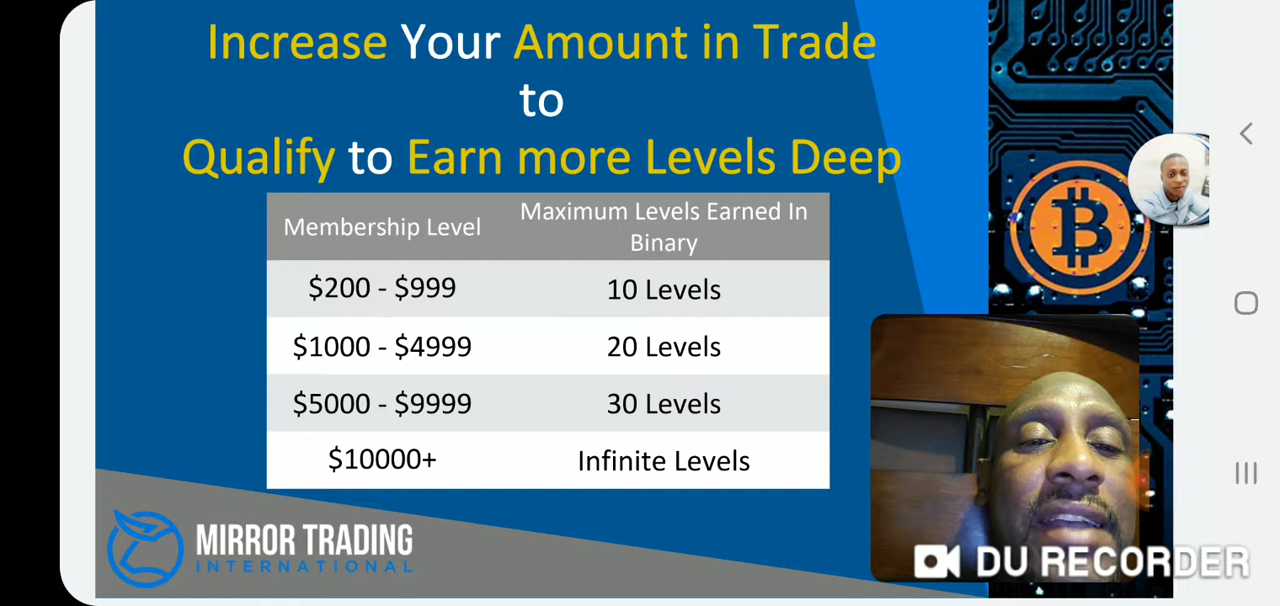 Increase Your Amount in Trade
to
Qualify to Earn more Levels Deep
Membership Level
Maximum Levels Earned In
Binary
$200 - $999
10 Levels
$1000 - $4999
20 Levels
$5000 - $9999
30 Levels
$10000+
Infinite Levels
MIRROR TRADING
INTERNATIONAL
DU RECORDER